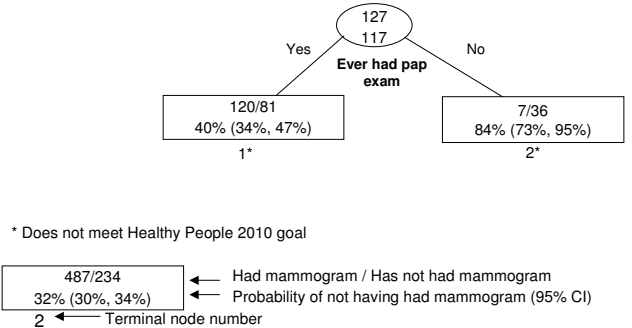 127
117
Yes
No
Ever had pap
exam
120/81
40% (34%, 47%)
1*
7/36
84% (73%, 95%)
2*
* Does not meet Healthy People 2010 goal
487/234
32% (30%, 34%)
2
Had mammogram / Has not had mammogram
Probability of not having had mammogram (95% CI)
Terminal node number